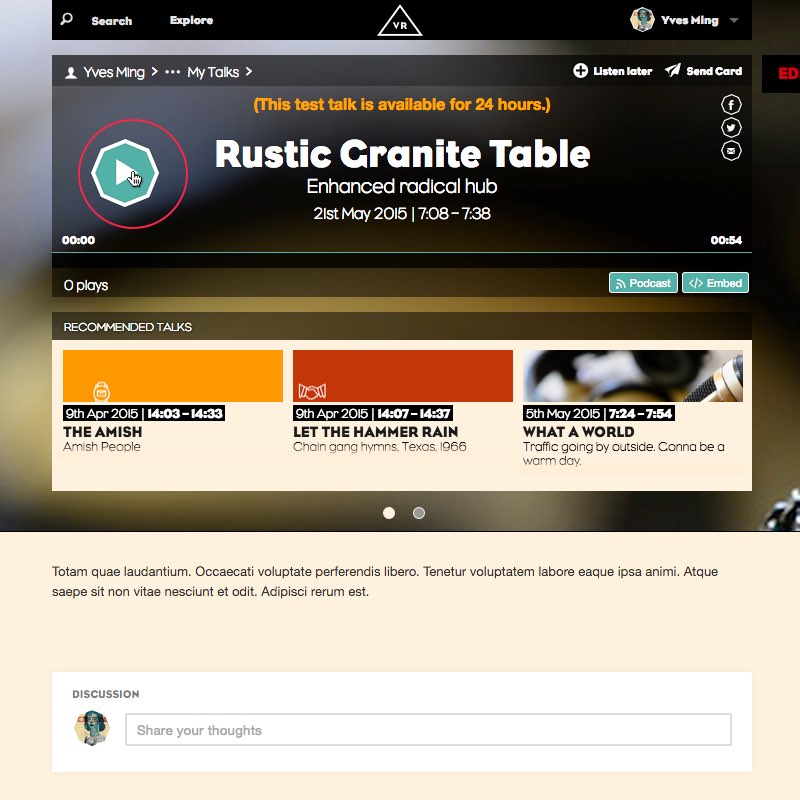 Search Explore VR Yves Ming
Yves Ming > ••• My Talks > Listen later Send Card
ED
(This test talk is available for 24 hours.)
Rustic Granite Table
Enhanced radical hub
21st May 2015 | 7:08 – 7:38
00:00 00:54
0 plays Podcast Embed
RECOMMENDED TALKS
9th Apr 2015 | 14:03 – 14:33
THE AMISH
Amish People
9th Apr 2015 | 14:07 – 14:37
LET THE HAMMER RAIN
Chain gang hymns, Texas, 1966
5th May 2015 | 7:24 – 7:54
WHAT A WORLD
Traffic going by outside. Gonna be a
warm day.
Totam quae laudantium. Occaecati voluptate perferendis libero. Tenetur voluptatem labore eaque ipsa animi. Atque
saepe sit non vitae nesciunt et odit. Adipisci rerum est.
DISCUSSION
Share your thoughts